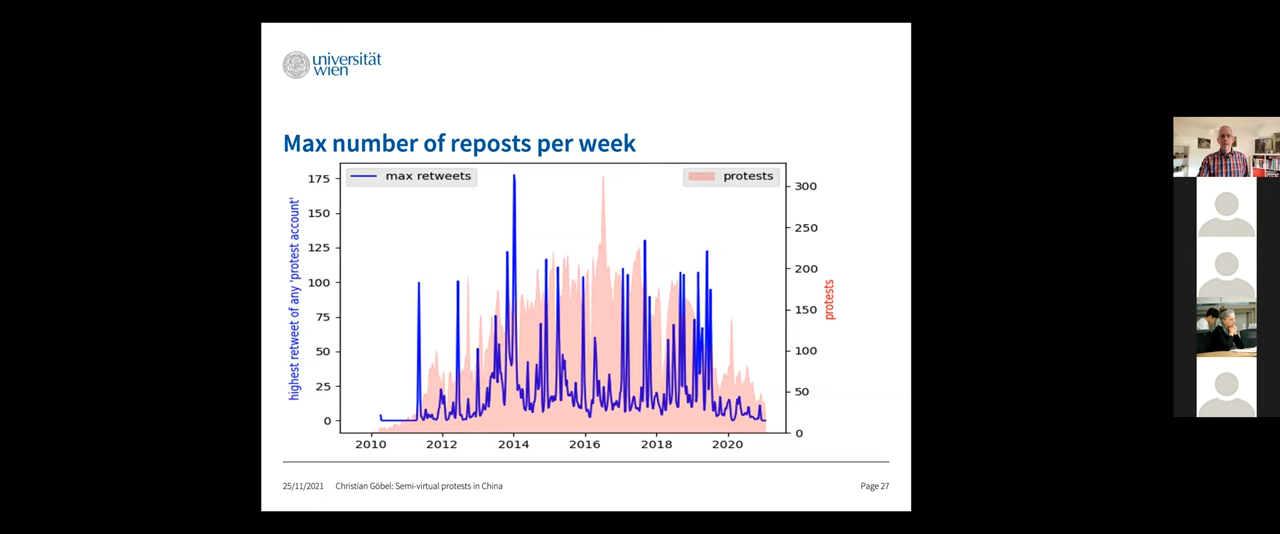 universität
wien
Max number of reposts per week
max retweets
protests
highest retweet of any 'protest account'
175
150
125
100
75
50
25
0
300
250
200
150
100
50
0
protests
2010
2012
2014
2016
2018
2020
25/11/2021 Christian Göbel: Semi-virtual protests in China Page 27